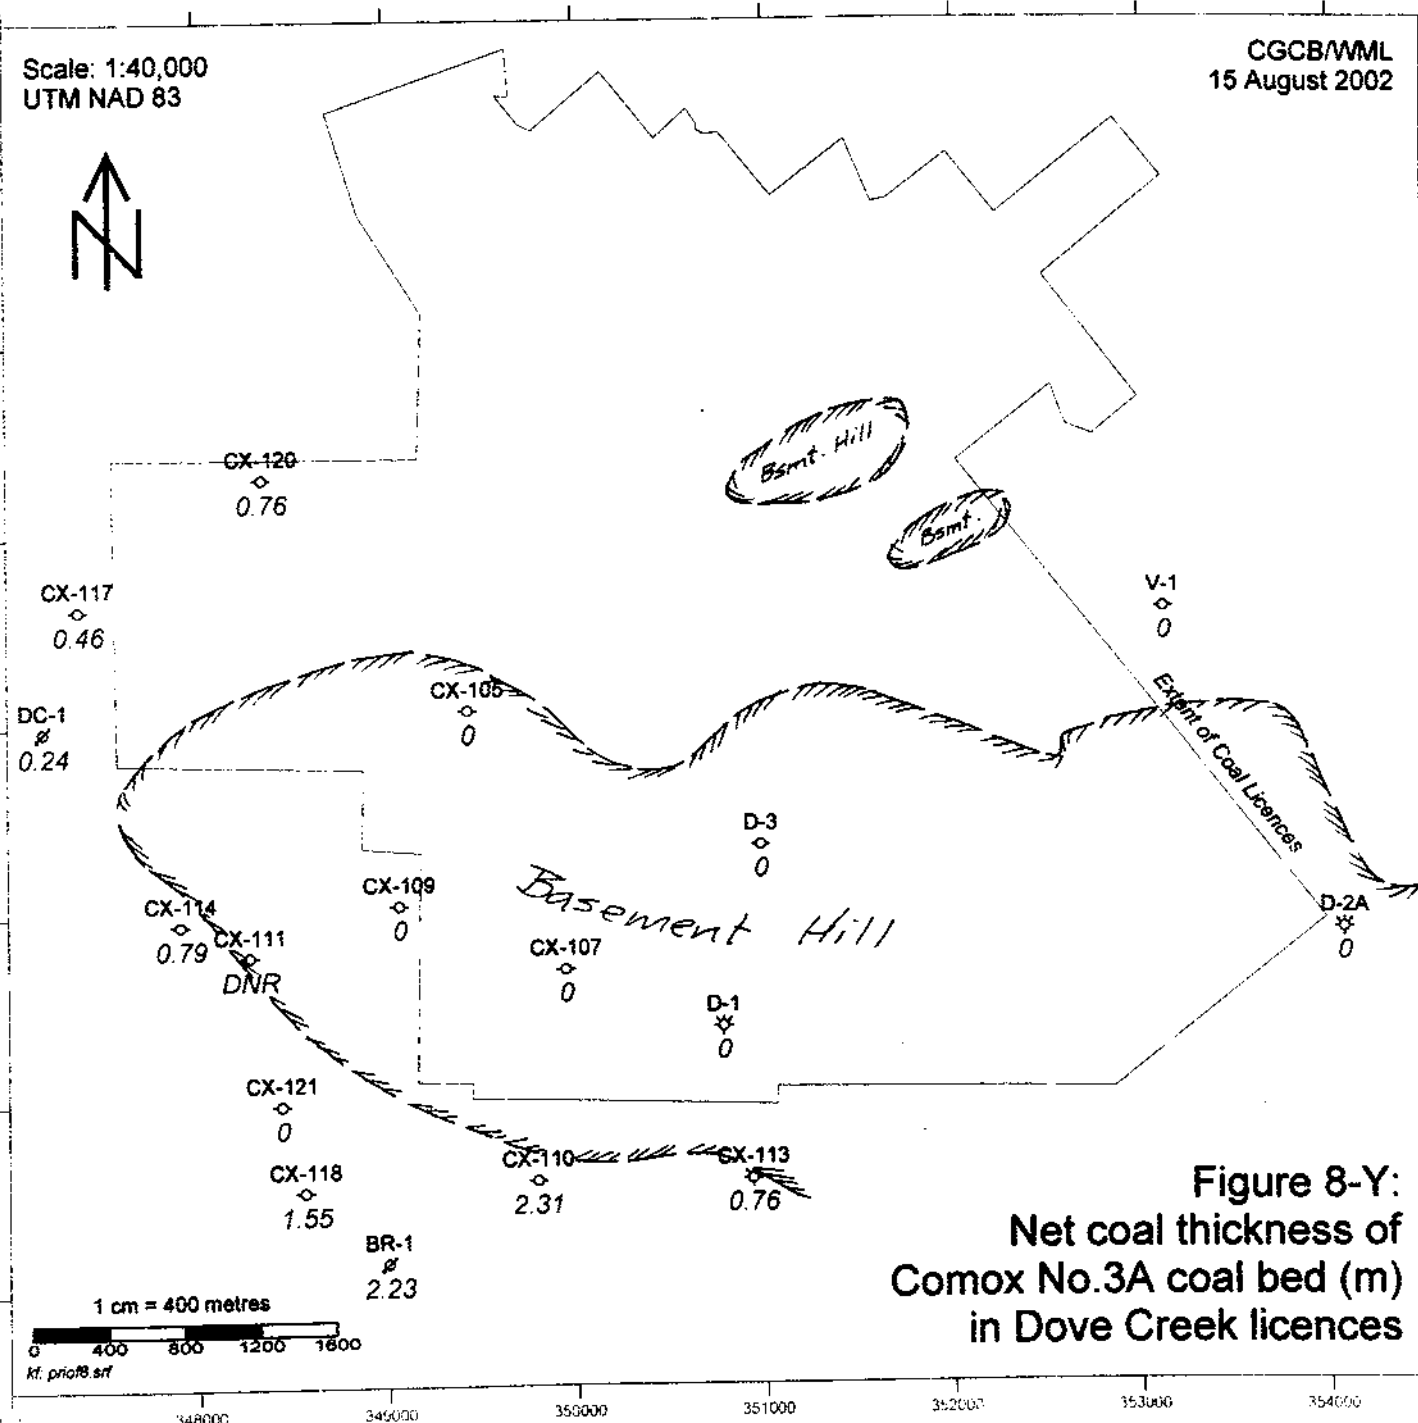 Scale: 1:40,000
UTM NAD 83
CGCB/WML
15 August 2002
N
Bsmt. Hill
Bsmt.
CX-120
0.76
CX-117
0.46
V-1
0
CX-105
0
DC-1
0.24
Extent of Coal Licences
D-3
0
CX-109
0
Basement Hill
CX-114
0.79
CX-111
DNR
D-2A
0
CX-107
0
D-1
0
CX-121
0
CX-110
2.31
CX-113
0.76
CX-118
1.55
BR-1
2.23
Figure 8-Y:
Net coal thickness of
Comox No.3A coal bed (m)
in Dove Creek licences
1 cm = 400 metres
0 400 800 1200 1600
kf: priof8.srf
348000 349000 350000 351000 352000 353000 354000